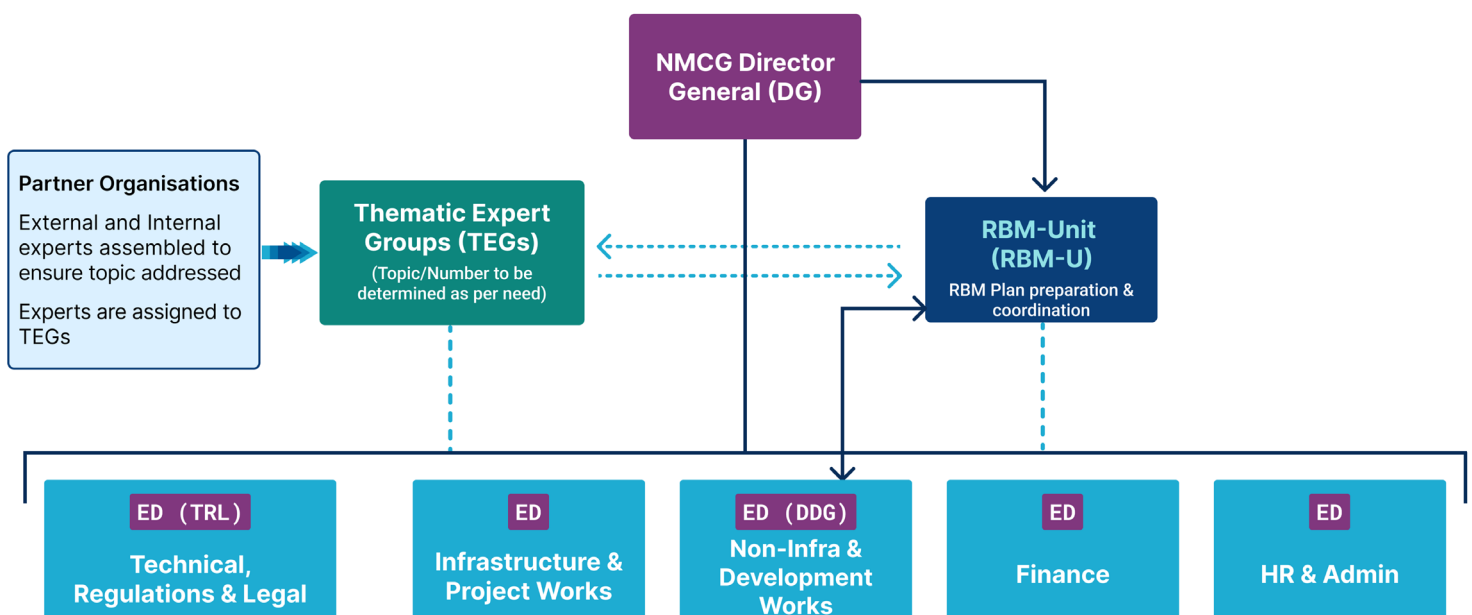 NMCG Director
General (DG)
Partner Organisations
External and Internal
experts assembled to
ensure topic addressed
Experts are assigned to
TEGs
Thematic Expert
Groups (TEGs)
(Topic/Number to be
determined as per need)
RBM-Unit
(RBM-U)
RBM Plan preparation &
coordination
ED (TRL)
Technical,
Regulations & Legal
ED
Infrastructure &
Project Works
ED (DDG)
Non-Infra &
Development
Works
ED
Finance
ED
HR & Admin